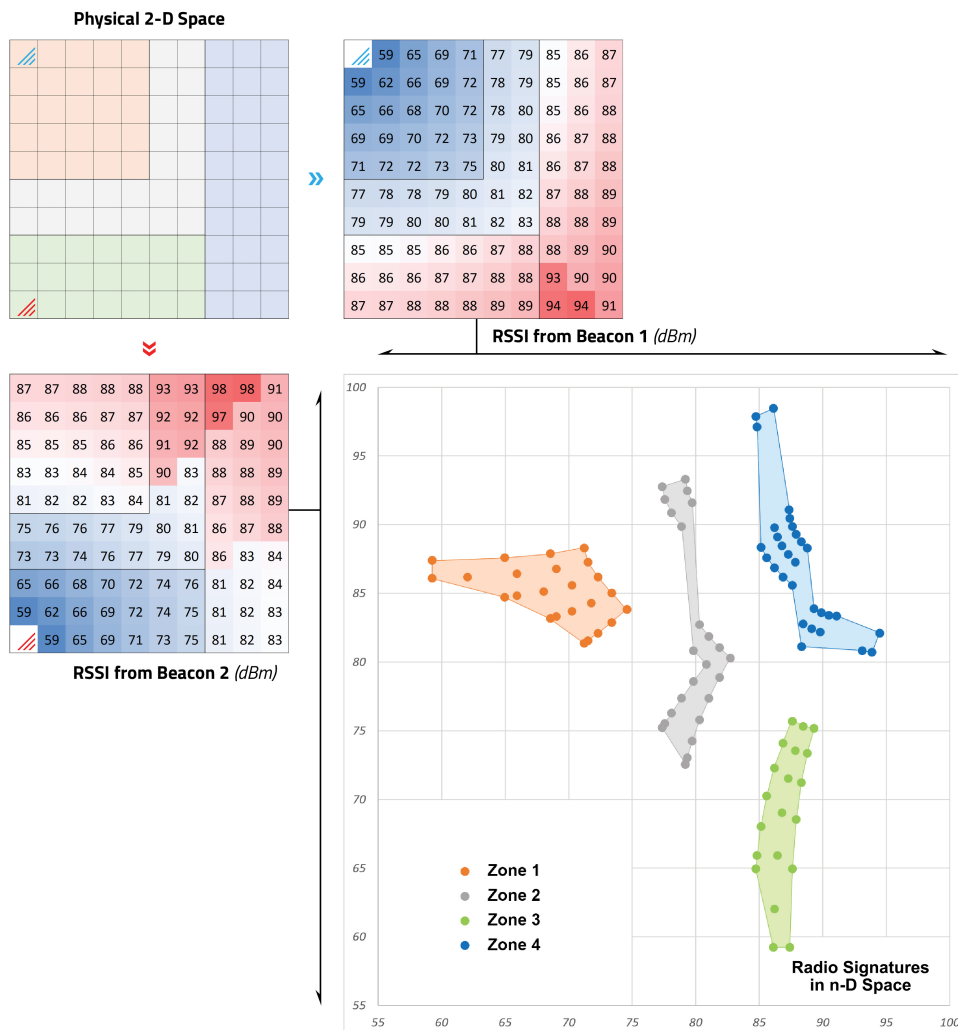 Physical 2-D Space
59 65 69 71 77 79 85 86 87
59 62 66 69 72 78 79 85 86 87
65 66 68 70 72 78 80 85 87 88
69 69 70 72 73 79 80 86 87 88
71 72 72 73 75 80 81 86 87 88
»
77 78 78 79 80 81 82 87 88 89
79 79 80 80 81 82 83 88 88 89
85 85 85 86 86 87 88 88 89 90
86 86 86 87 87 88 88 93 90 90
87 87 88 88 88 89 89 94 94 91
RSSI from Beacon 1 (dBm)
87 87 88 88 88 93 93 98 98 91
86 86 86 87 87 92 92 97 90 90
85 85 85 86 86 91 92 88 89 90
83 83 84 84 85 90 83 88 88 89
81 82 82 83 84 81 82 87 88 89
75 76 76 77 79 80 81 86 87 88
73 73 74 76 77 79 80 86 83 84
65 66 68 70 72 74 76 81 82 84
59 62 66 69 72 74 75 81 82 83
59 65 69 71 73 75 81 82 83
RSSI from Beacon 2 (dBm)
100
95
90
85
80
75
70
65
60
55
Zone 1
Zone 2
Zone 3
Zone 4
Radio Signatures
in n-D Space
55 60 65 70 75 80 85 90 95 100